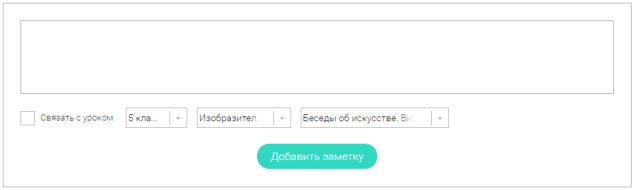 Связать с уроком 5 кла... Изобразител. Беседы об искусстве. Ви
Добавить заметку